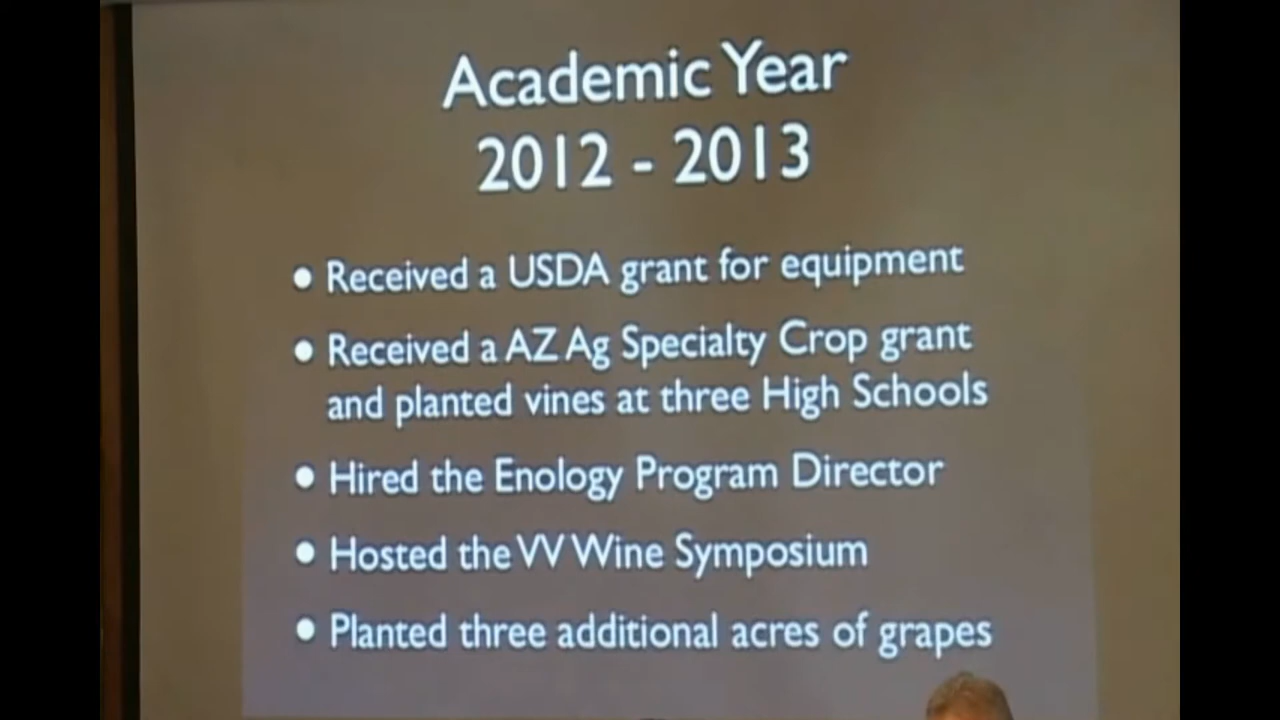 Academic Year
2012 - 2013
• Received a USDA grant for equipment
• Received a AZ Ag Specialty Crop grant
and planted vines at three High Schools
• Hired the Enology Program Director
• Hosted the VV Wine Symposium
• Planted three additional acres of grapes